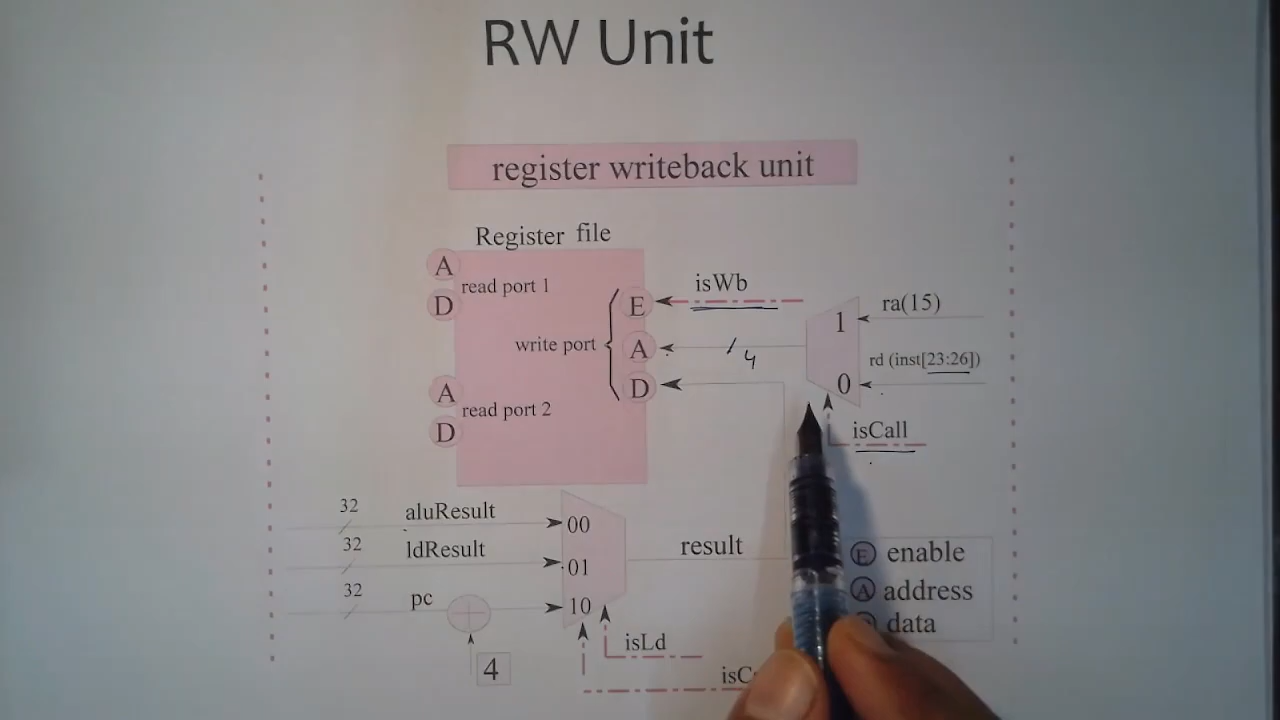 RW Unit
register writeback unit
Register file
A
read port 1
D
write port
E
A
D
A
read port 2
D
isWb
4
1
0
ra(15)
rd (inst[23:26])
isCall
32
aluResult
00
32
ldResult
01
32
pc
10
4
result
isLd
E enable
A address
data